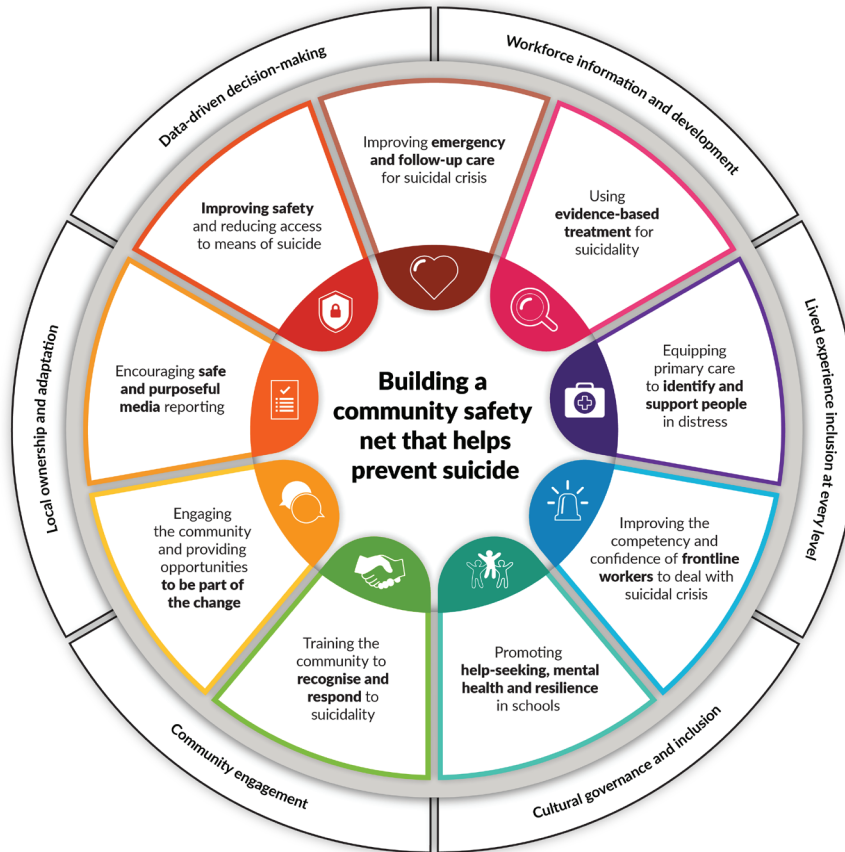 Building a
community safety
net that helps
prevent suicide
Improving emergency
and follow-up care
for suicidal crisis
Using
evidence-based
treatment for
suicidality
Equipping
primary care
to identify and
support people
in distress
Improving the
competency and
confidence of frontline
workers to deal with
suicidal crisis
Promoting
help-seeking, mental
health and resilience
in schools
Training the
community to
recognise and
respond to
suicidality
Engaging
the community
and providing
opportunities
to be part of
the change
Encouraging safe
and purposeful
media reporting
Improving safety
and reducing access
to means of suicide
Workforce information and development
Lived experience inclusion at every level
Cultural governance and inclusion
Community engagement
Local ownership and adaptation
Data-driven decision-making